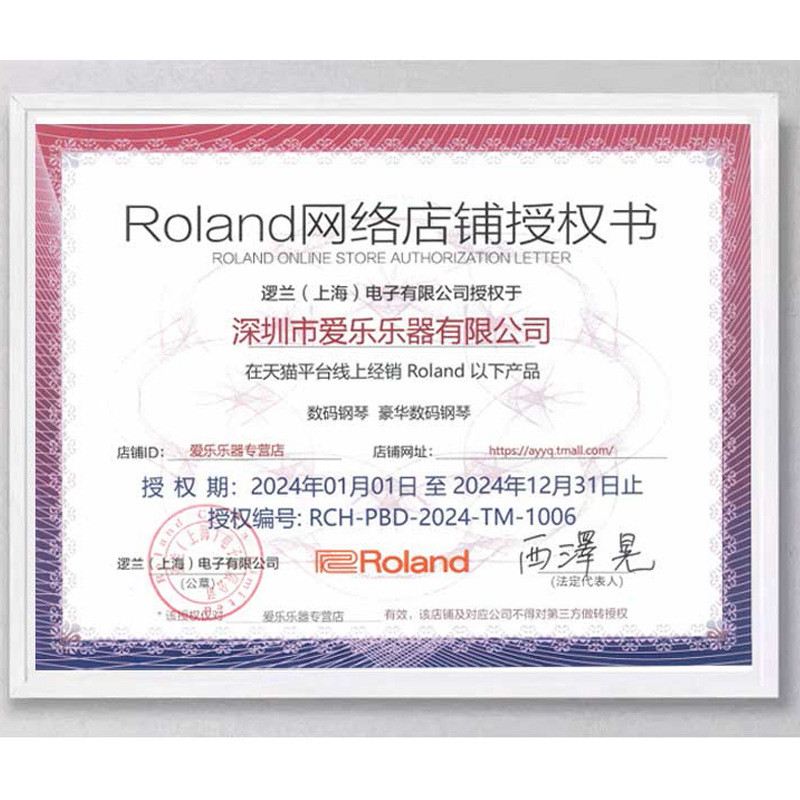 Roland网络店铺授权书
ROLAND ONLINE STORE AUTHORIZATION LETTER
逻兰（上海）电子有限公司授权于
深圳市爱乐乐器有限公司
在天猫平台线上经销 Roland 以下产品
数码钢琴 豪华数码钢琴
店铺ID： 爱乐乐器专营店 店铺网址： https://ayyq.tmall.com/
授 权 期： 2024年01月01日 至 2024年12月31日止
授权编号: RCH-PBD-2024-TM-1006
逻兰（上海）电子有限公司
（公章）
Roland
西澤晃
（法定代表人）
*该授权仅对 爱乐乐器专营店 有效，该店铺及对应公司不得对第三方做转授权